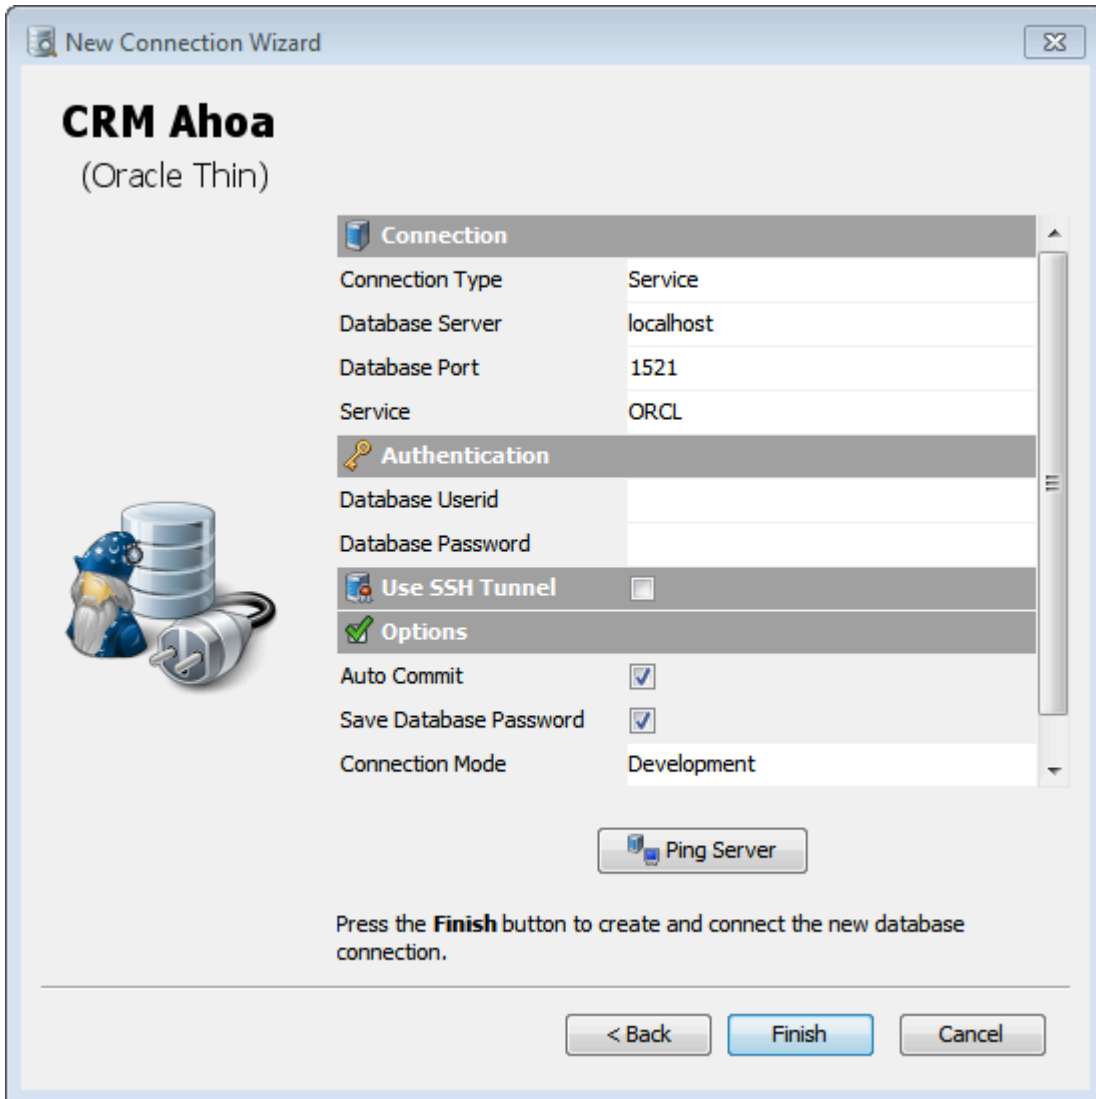 New Connection Wizard
CRM Ahoa
(Oracle Thin)
Connection
Connection Type Service
Database Server localhost
Database Port 1521
Service ORCL
Authentication
Database Userid
Database Password
Use SSH Tunnel
Options
Auto Commit
Save Database Password
Connection Mode Development
Ping Server
Press the Finish button to create and connect the new database
connection.
< Back Finish Cancel